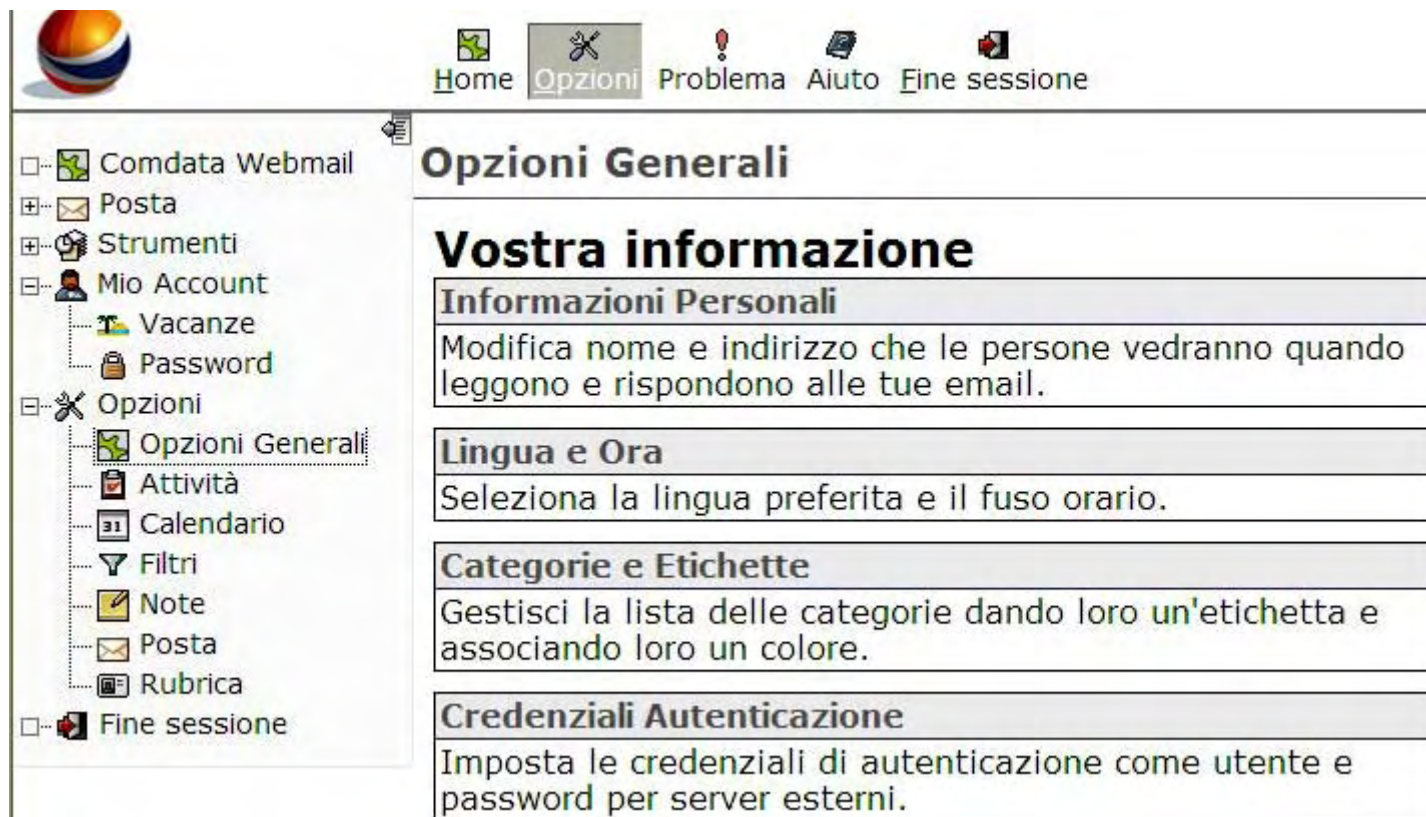 Home Opzioni Problema Aiuto Fine sessione
Comdata Webmail
Posta
Strumenti
Mio Account
Vacanze
Password
Opzioni
Opzioni Generali
Attività
31 Calendario
Filtri
Note
Posta
Rubrica
Fine sessione
Opzioni Generali
Vostra informazione
Informazioni Personali
Modifica nome e indirizzo che le persone vedranno quando
leggono e rispondono alle tue email.
Lingua e Ora
Seleziona la lingua preferita e il fuso orario.
Categorie e Etichette
Gestisci la lista delle categorie dando loro un'etichetta e
associando loro un colore.
Credenziali Autenticazione
Imposta le credenziali di autenticazione come utente e
password per server esterni.